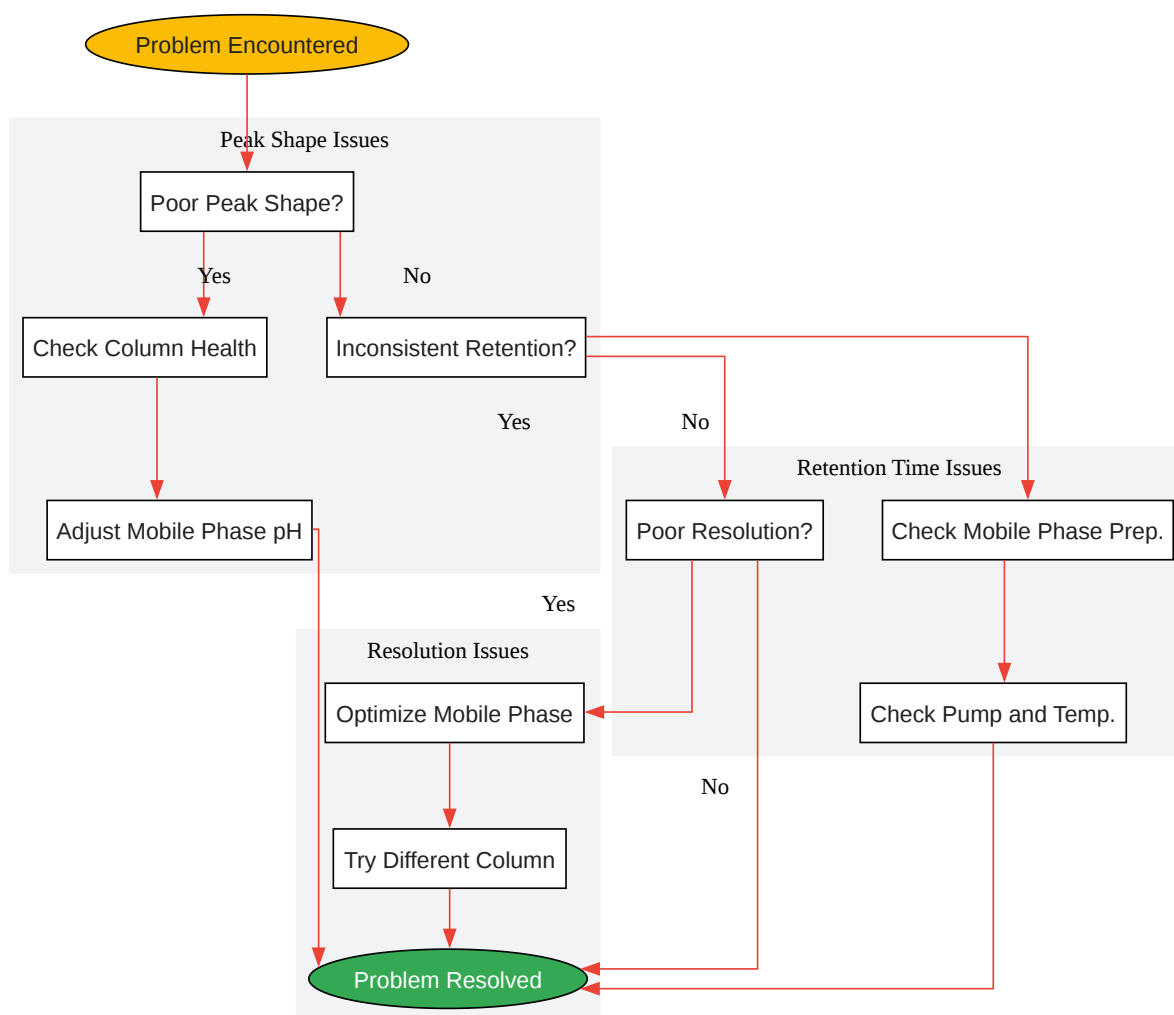 Problem Encountered
Peak Shape Issues
Poor Peak Shape?
Yes
No
Check Column Health
Inconsistent Retention?
Yes
No
Retention Time Issues
Adjust Mobile Phase pH
Poor Resolution?
Check Mobile Phase Prep.
Yes
Resolution Issues
Optimize Mobile Phase
Check Pump and Temp.
No
Try Different Column
Problem Resolved